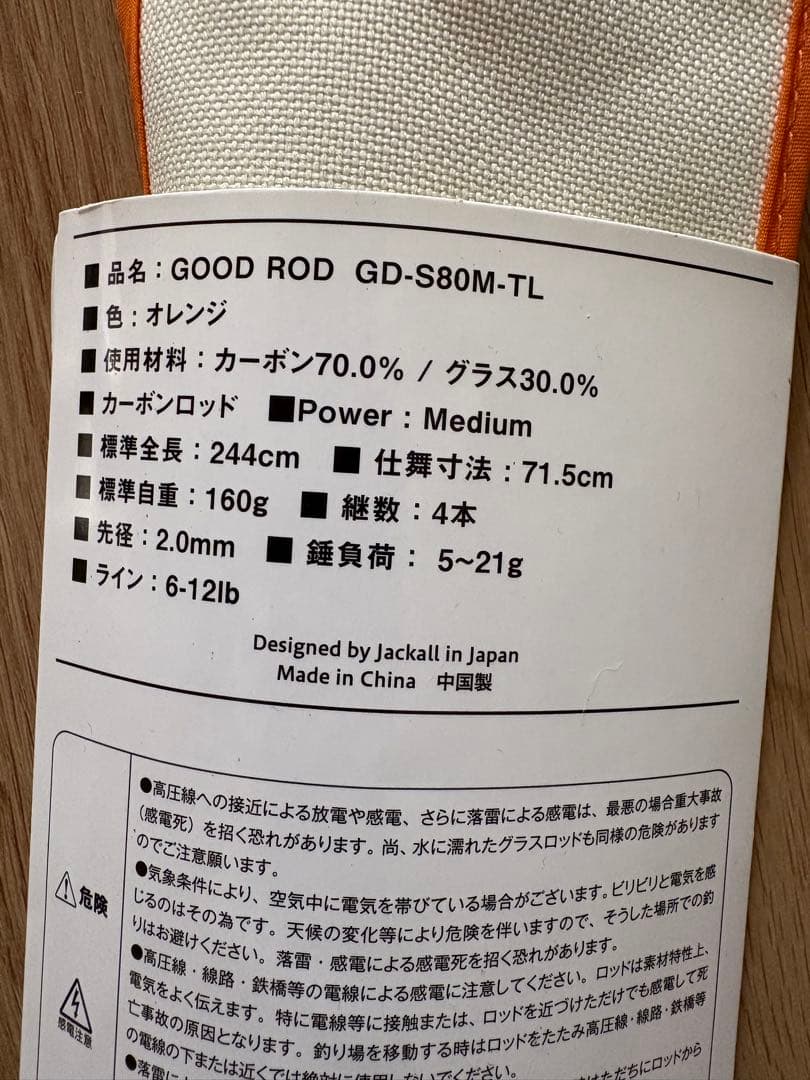 ■ 品名：GOOD ROD GD-S80M-TL
■ 色：オレンジ
■ 使用材料：カーボン70.0% / グラス30.0%
■ カーボンロッド ■Power：Medium
■ 標準全長：244cm ■ 仕舞寸法：71.5cm
■ 標準自重：160g ■ 継数：4本
■ 先径：2.0mm ■ 錘負荷： 5~21g
■ ライン：6-12lb
Designed by Jackall in Japan
Made in China 中国製
●高圧線への接近による放電や感電、さらに落雷による感電は、最悪の場合重大事故
(感電死)を招く恐れがあります。尚、水に濡れたグラスロッドも同様の危険があります
のでご注意願います。
●気象条件により、空気中に電気を帯びている場合がございます。ビリビリと電気を感
じるのはその為です。天候の変化等により危険を伴いますので、そうした場所での釣
りはお避けください。落雷・感電による感電死を招く恐れがあります。
危険
●高圧線・線路・鉄橋等の電線による感電に注意してください。ロッドは素材特性上、
電気をよく伝えます。特に電線等に接触または、ロッドを近づけただけでも感電して死
亡事故の原因となります。釣り場を移動する時はロッドをたたみ高圧線・線路・鉄橋等
の電線の下または近くでは絶対に使用しないでください。
感電注意
●落雷に
ただちにロッドから